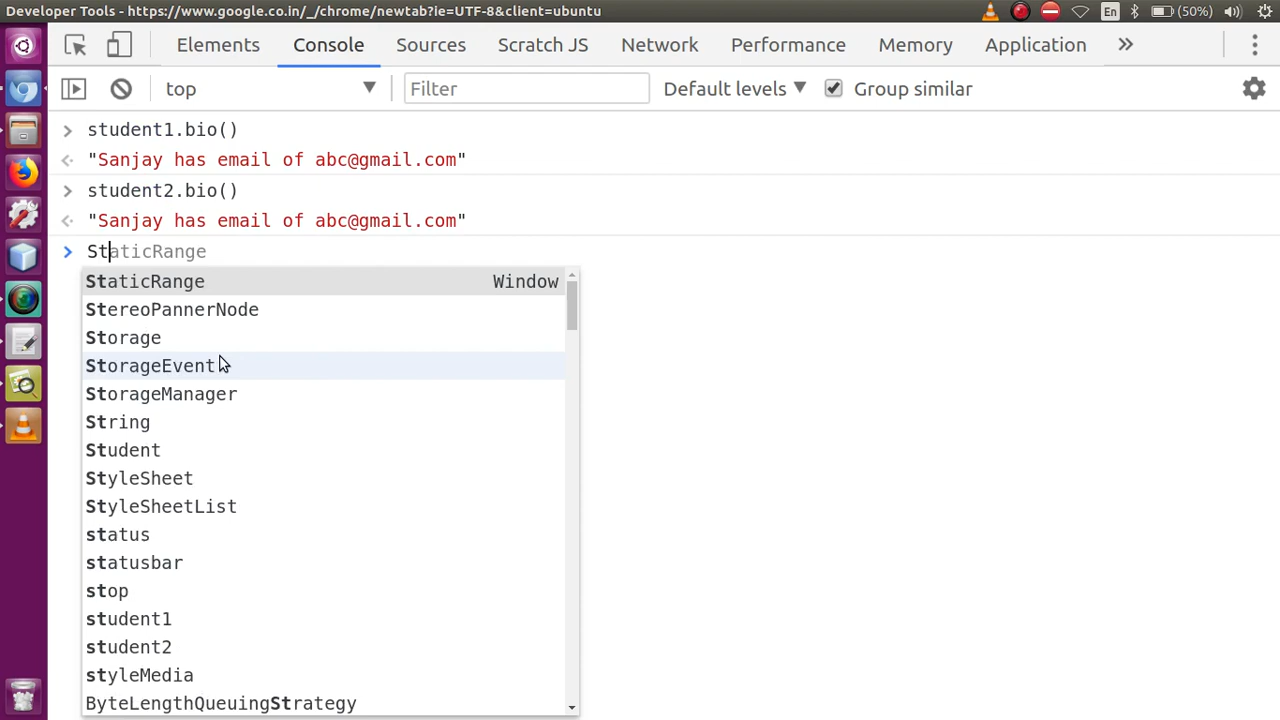 Developer Tools - https://www.google.co.in/_/chrome/newtab?ie=UTF-8&client=ubuntu En (50%)
Elements Console Sources Scratch JS Network Performance Memory Application »
top Filter Default levels ▼ Group similar
> student1.bio()
"Sanjay has email of abc@gmail.com"
> student2.bio()
"Sanjay has email of abc@gmail.com"
> StaticRange
StaticRange Window
StereoPannerNode
Storage
StorageEvent
StorageManager
String
Student
StyleSheet
StyleSheetList
status
statusbar
stop
student1
student2
styleMedia
ByteLengthQueuingStrategy